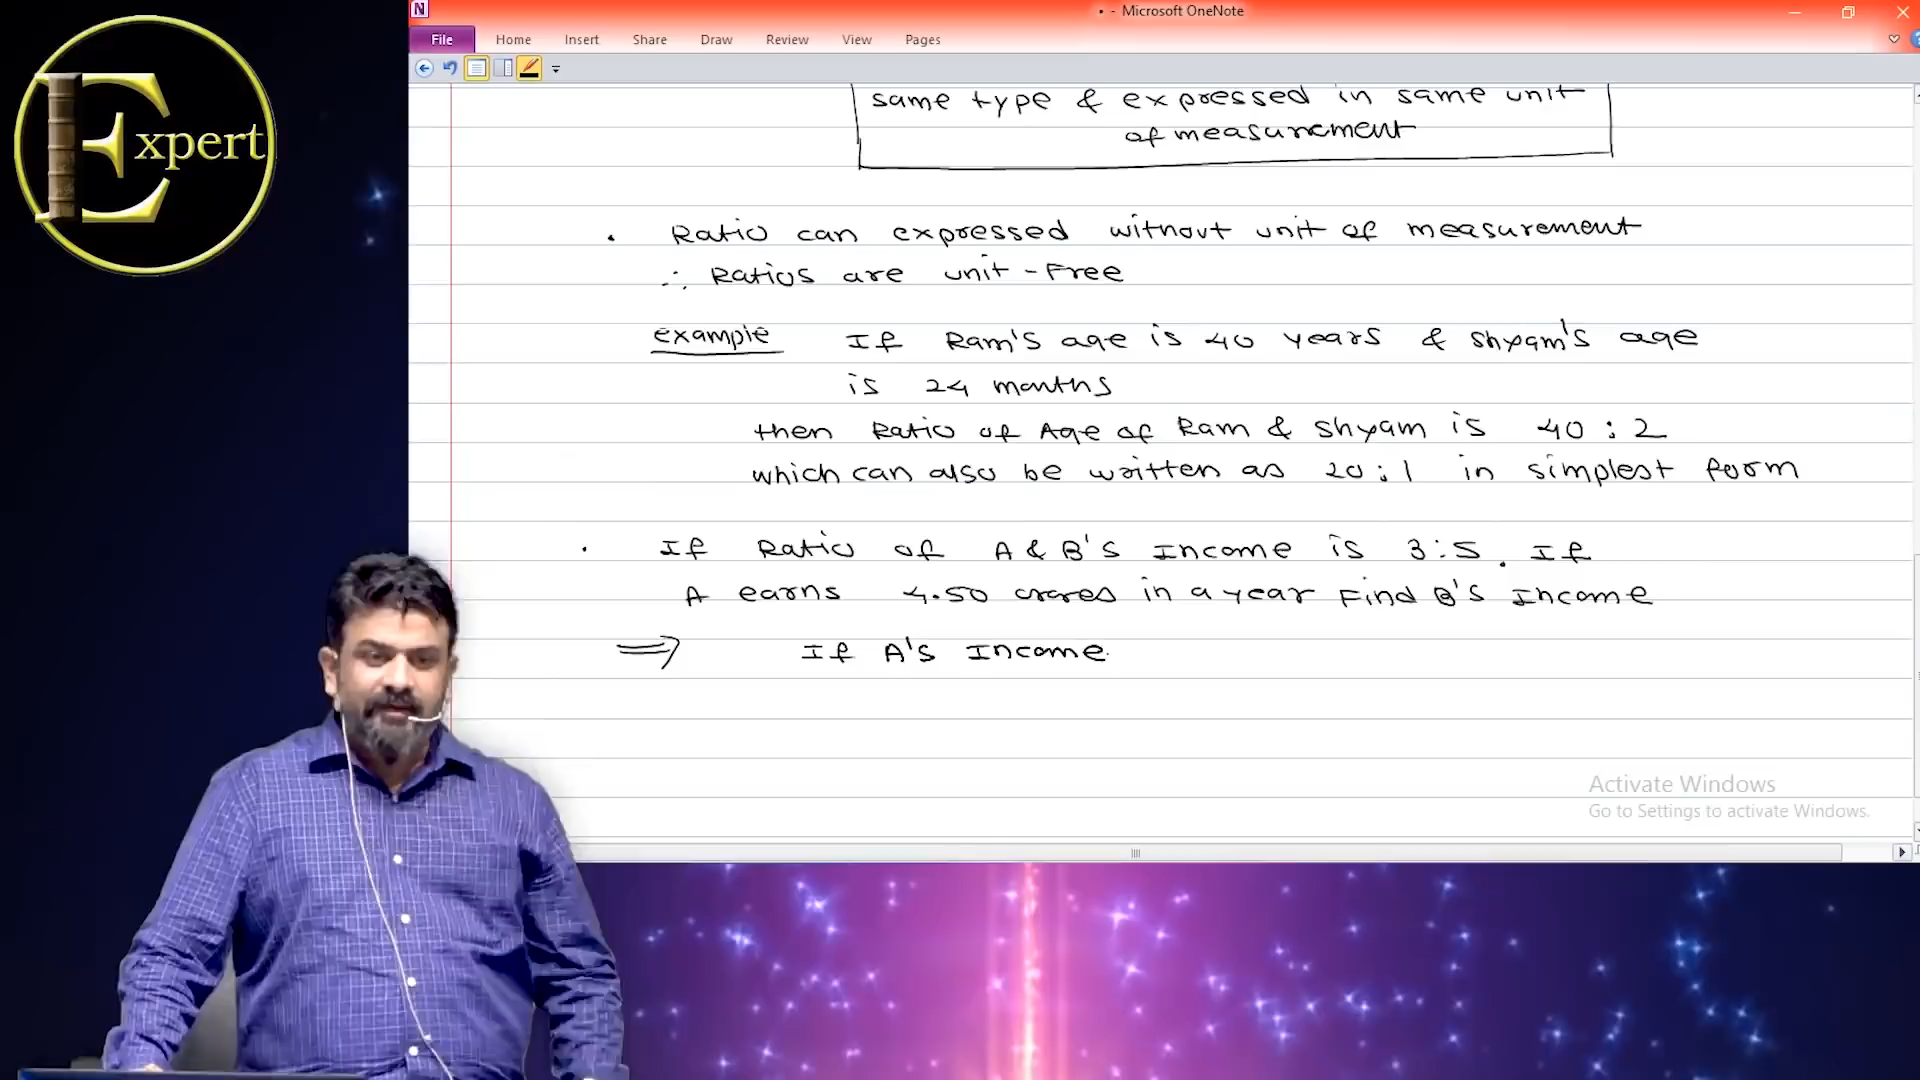 Expert
N
• - Microsoft OneNote
File Home Insert Share Draw Review View Pages
same type & expressed in same unit
of measurement
. Ratio can expressed without unit of measurement
∴ Ratios are unit-Free
example If Ram's age is 40 years & Shyam's age
is 24 months
then Ratio of Age of Ram & Shyam is 40 : 2
which can also be written as 20 : 1 in simplest form
. If Ratio of A & B's Income is 3 : 5 . If
A earns 4.50 crores in a year Find B's Income
⇒ If A's Income
Activate Windows
Go to Settings to activate Windows.